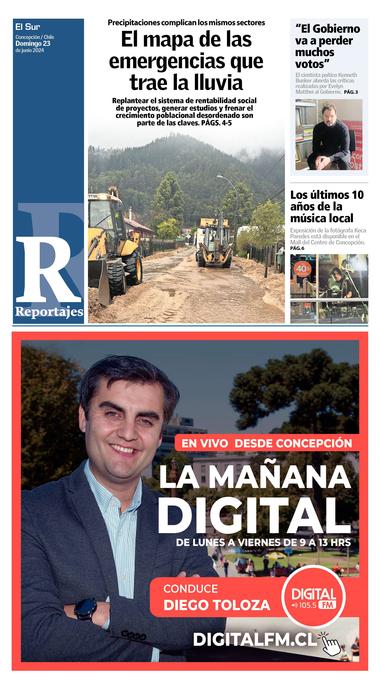 El Sur
Concepción / Chile
Domingo 23
de junio 2024
R
Reportajes
Precipitaciones complican los mismos sectores
El mapa de las
emergencias que
trae la lluvia
Replantear el sistema de rentabilidad social
de proyectos, generar estudios y frenar el
crecimiento poblacional desordenado son
parte de las claves. PÁGS. 4-5
“El Gobierno
va a perder
muchos
votos”
El cientista político Kenneth
Bunker aborda las críticas
realizadas por Evelyn
Matthei al Gobierno. PÁG.3
Los últimos 10
años de la
música local
Exposición de la fotógrafa Keca
Paredes está disponible en el
Mall del Centro de Concepción.
PÁG.6
40
EN VIVO DESDE CONCEPCIÓN
LA MAÑANA
DIGITAL
DE LUNES A VIERNES DE 9 A 13 HRS
CONDUCE
DIEGO TOLOZA
DIGITAL
105.5 FM
DIGITALFM.CL